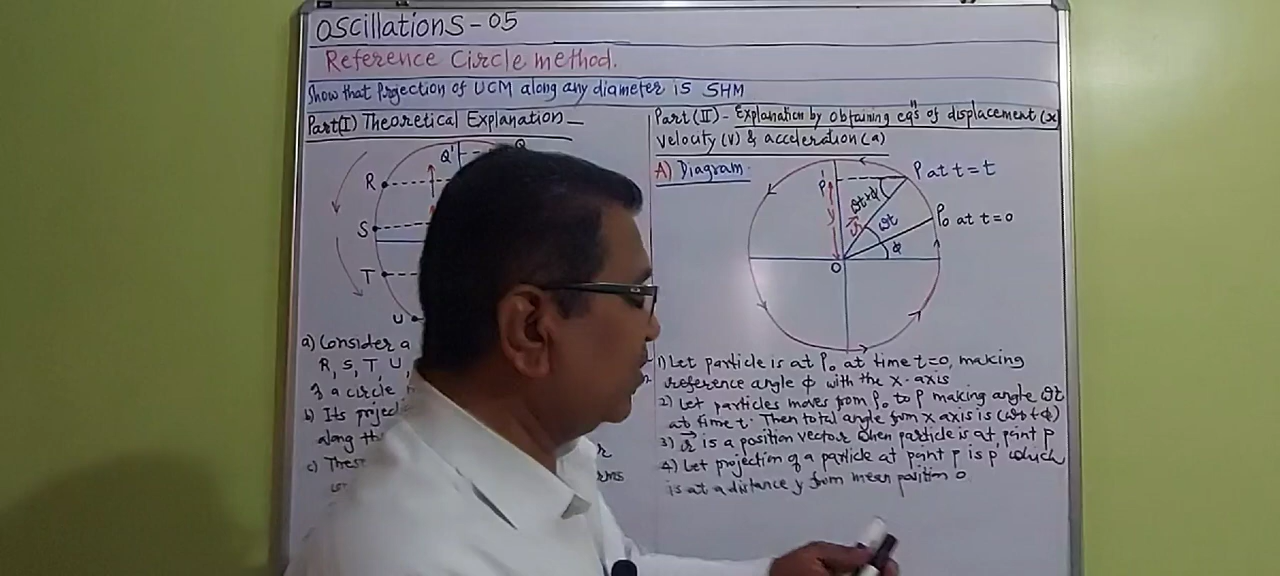 Oscillations - 05
Reference Circle method.
Show that Projection of UCM along any diameter is SHM
Part(I) Theoretical Explanation -
Q' Q
R
S
T
U
a) Consider a
R, S, T, U
of a circle
b) Its proje
along th
c) These
Part (II) - Explanation by obtaining eqⁿs of displacement (x)
velocity (v) & acceleration (a)
A) Diagram
P' P at t = t
ωt+φ
y r ωt P₀ at t=0
φ
O
1) Let particle is at P₀ at time t=0, making
reference angle φ with the X-axis
2) Let particles moves from P₀ to P making angle ωt
at time t. Then total angle from x axis is (ωt+φ)
3) r is a position vector when particle is at point P
4) Let projection of a particle at point P is P which
is at a distance y from mean position O